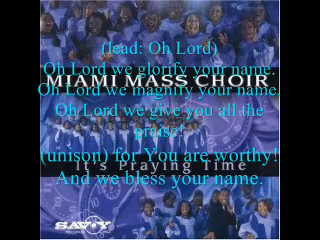 (lead: Oh Lord)
Oh Lord we glorify your name.
MIAMI MASS CHOIR
Oh Lord we magnify your name.
Oh Lord we give you all the
praise!
(unison) for You are worthy!
It's Praying Time
And we bless your name.
SAVOY